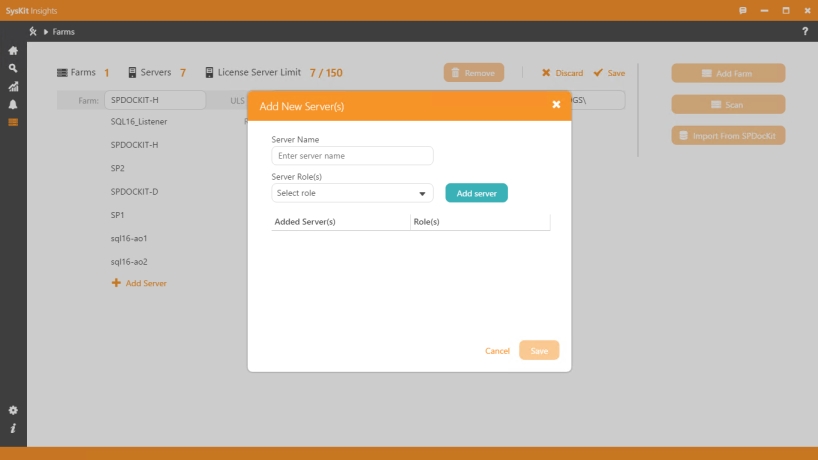 SysKit Insights
Farms
?
Farms 1 Servers 7 License Server Limit 7 / 150 Remove Discard Save Add Farm
Farm: SPDOCKIT-H ULS OGS\ Scan
Add New Server(s)
SQL16_Listener
Import From SPDocKit
SPDOCKIT-H
SP2
SPDOCKIT-D
SP1
sql16-ao1
sql16-ao2
Add Server
Server Name
Enter server name
Server Role(s)
Select role Add server
Added Server(s) Role(s)
Cancel Save